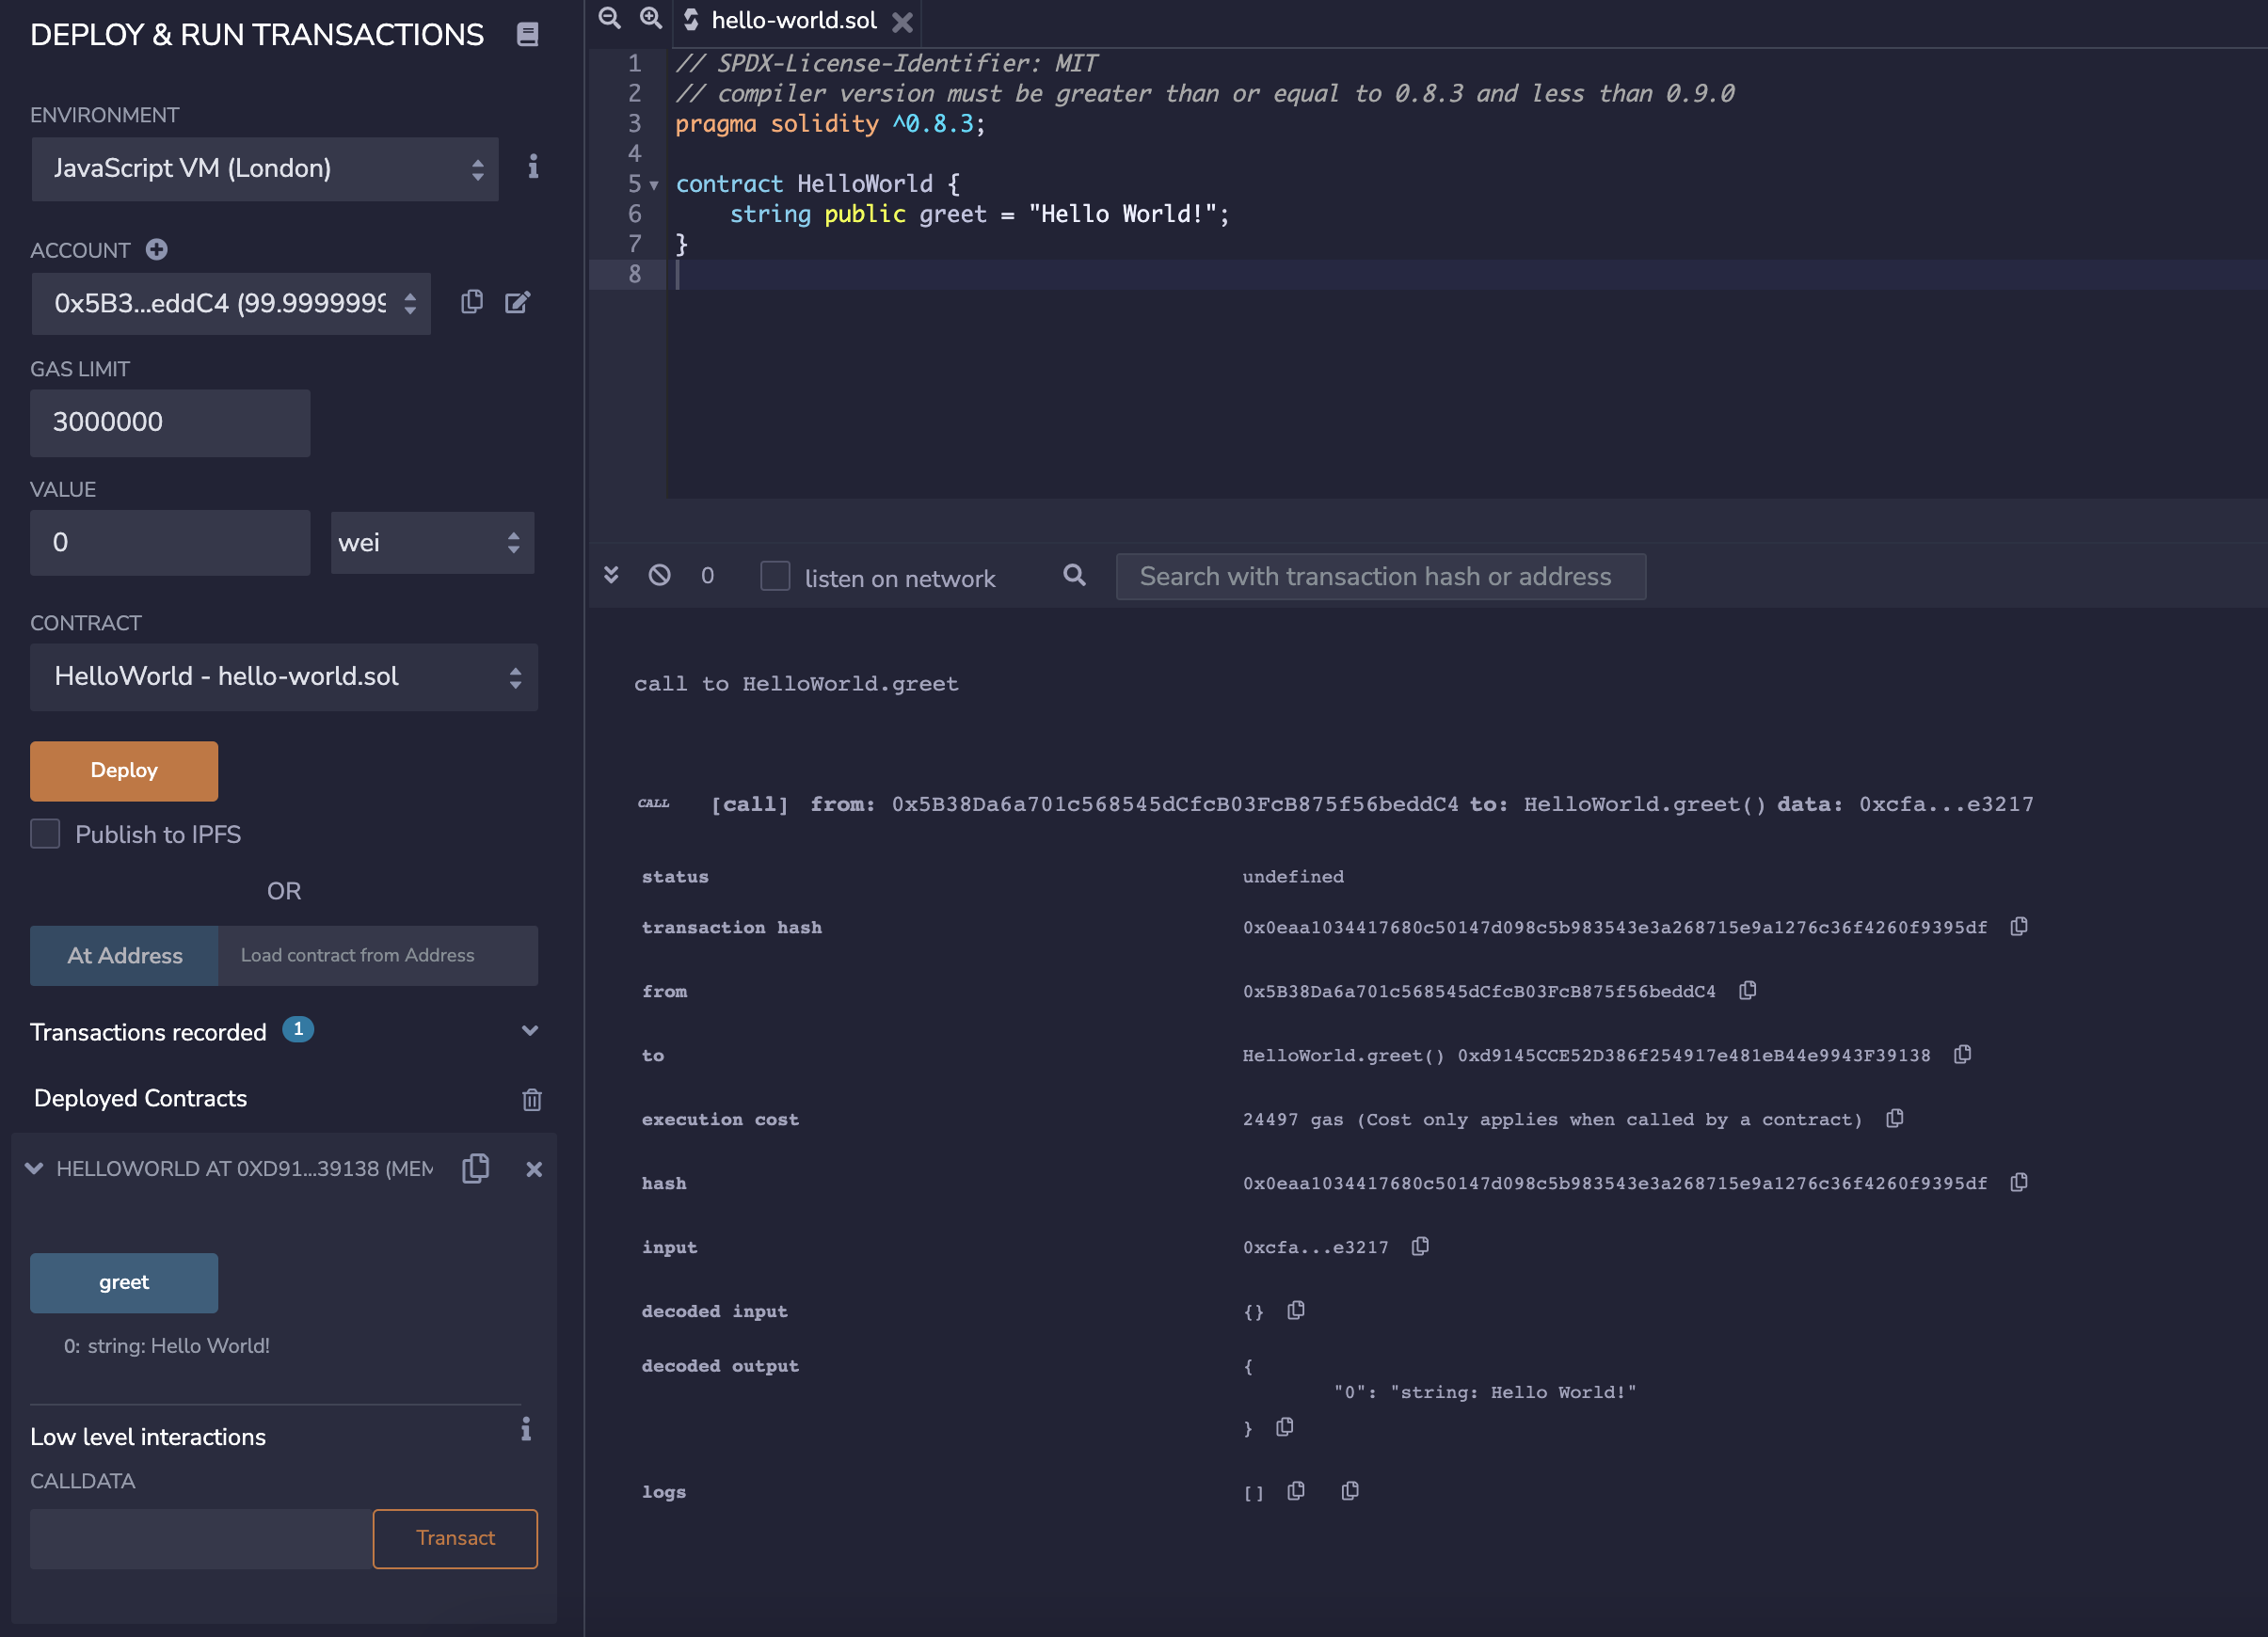 DEPLOY & RUN TRANSACTIONS
ENVIRONMENT
JavaScript VM (London)
ACCOUNT
0x5B3...eddC4 (99.9999999
GAS LIMIT
3000000
VALUE
0
wei
CONTRACT
HelloWorld - hello-world.sol
Deploy
Publish to IPFS
OR
At Address
Load contract from Address
Transactions recorded 1
Deployed Contracts
HELLOWORLD AT 0XD91...39138 (MEM
greet
0: string: Hello World!
Low level interactions
CALLDATA
Transact
hello-world.sol
1 // SPDX-License-Identifier: MIT
2 // compiler version must be greater than or equal to 0.8.3 and less than 0.9.0
3 pragma solidity ^0.8.3;
4
5 contract HelloWorld {
6 string public greet = "Hello World!";
7 }
8
0 listen on network Search with transaction hash or address
call to HelloWorld.greet
CALL [call] from: 0x5B38Da6a701c568545dCfcB03FcB875f56beddC4 to: HelloWorld.greet() data: 0xcfa...e3217
status undefined
transaction hash 0x0eaa1034417680c50147d098c5b983543e3a268715e9a1276c36f4260f9395df
from 0x5B38Da6a701c568545dCfcB03FcB875f56beddC4
to HelloWorld.greet() 0xd9145CCE52D386f254917e481eB44e9943F39138
execution cost 24497 gas (Cost only applies when called by a contract)
hash 0x0eaa1034417680c50147d098c5b983543e3a268715e9a1276c36f4260f9395df
input 0xcfa...e3217
decoded input {}
decoded output {
"0": "string: Hello World!"
}
logs []